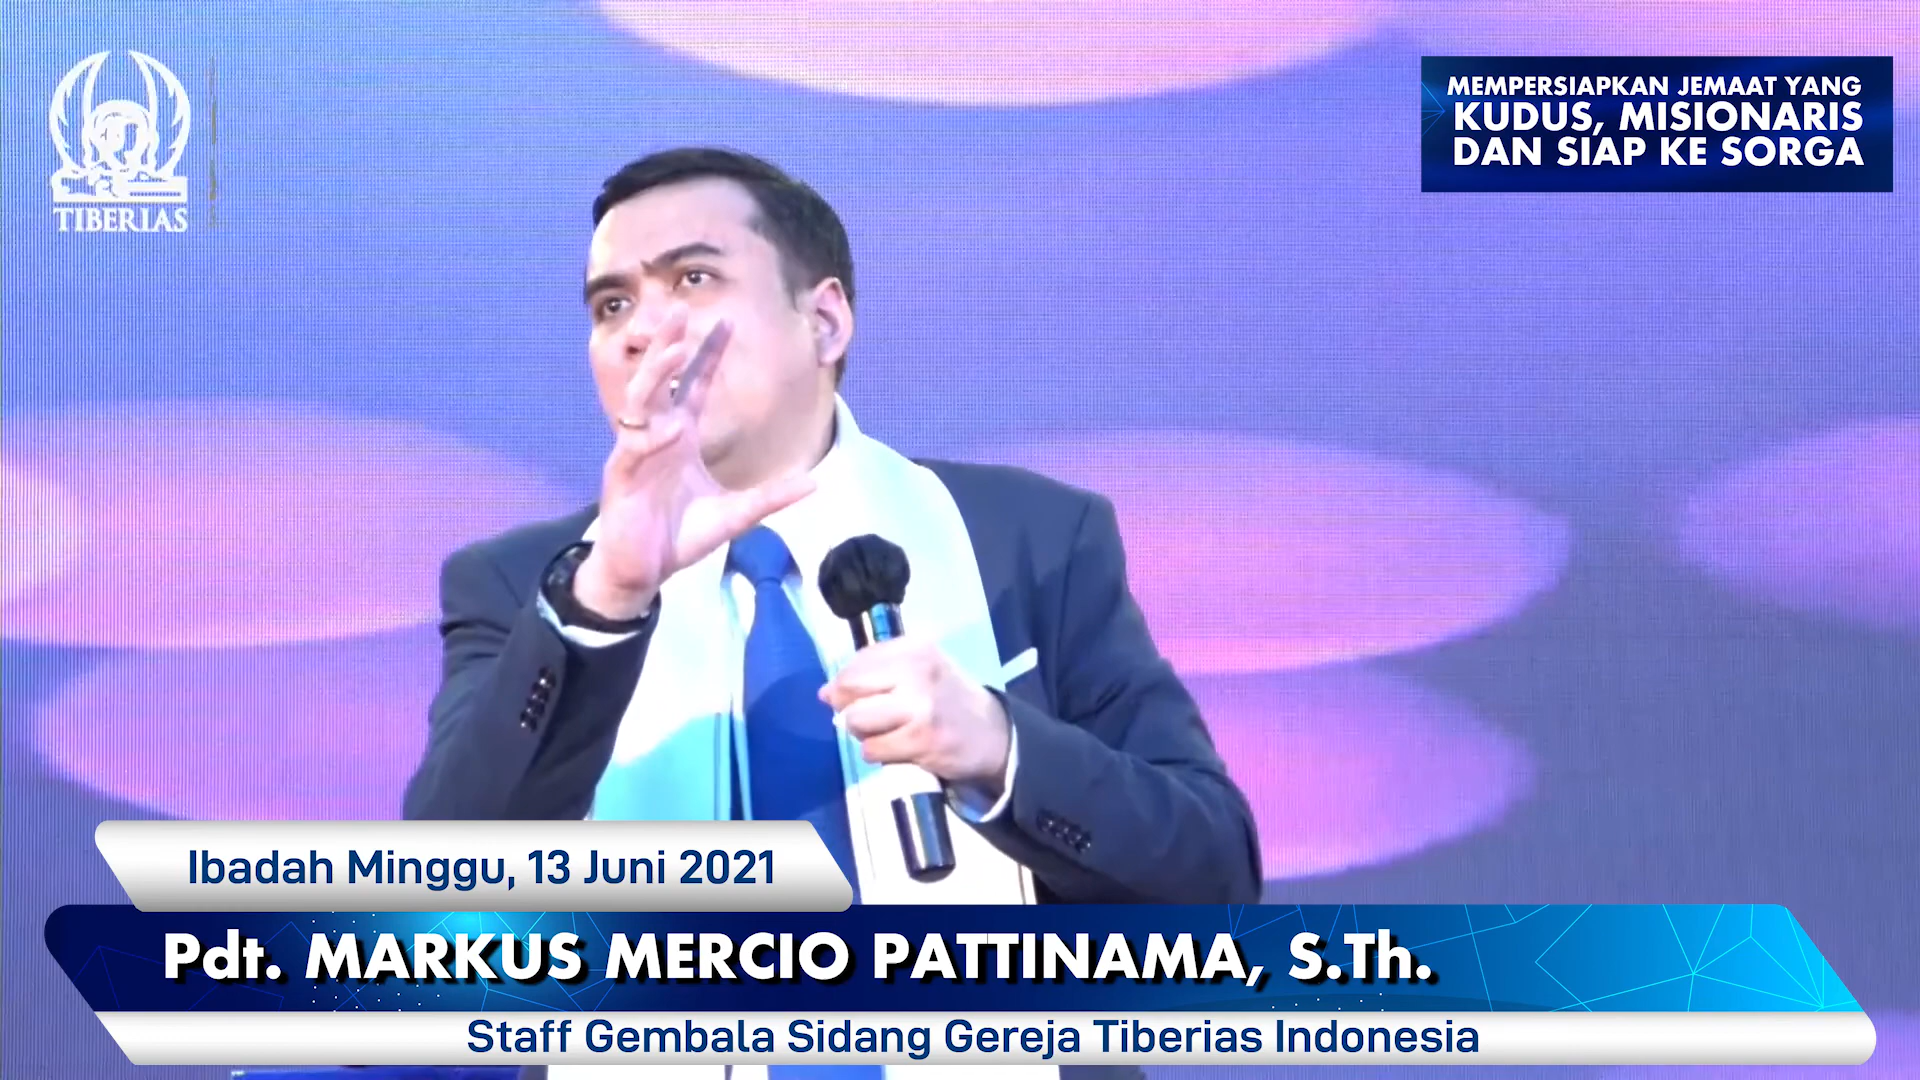 TIBERIAS
MEMPERSIAPKAN JEMAAT YANG
KUDUS, MISIONARIS
DAN SIAP KE SORGA
Ibadah Minggu, 13 Juni 2021
Pdt. MARKUS MERCIO PATTINAMA, S.Th.
Staff Gembala Sidang Gereja Tiberias Indonesia